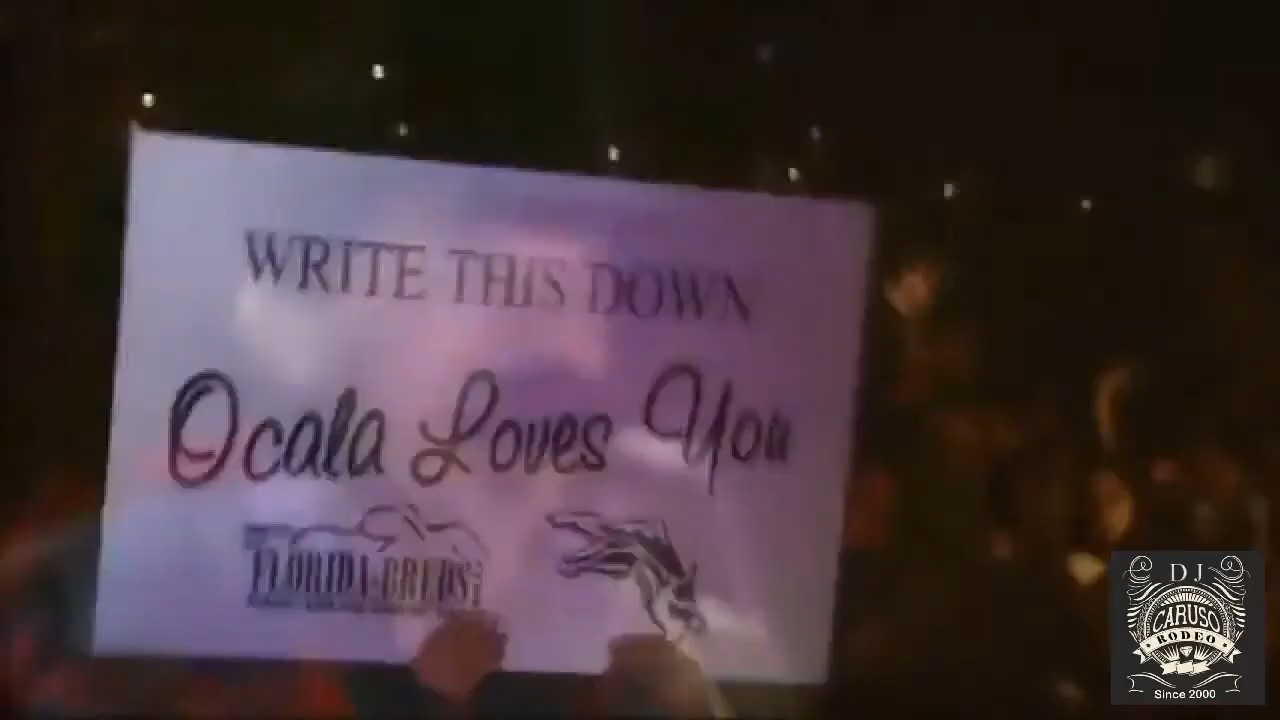 WRITE THIS DOWN
Ocala Loves You
FLORIDA-BREDS
DJ
CARUSO
RODEO
Since 2000